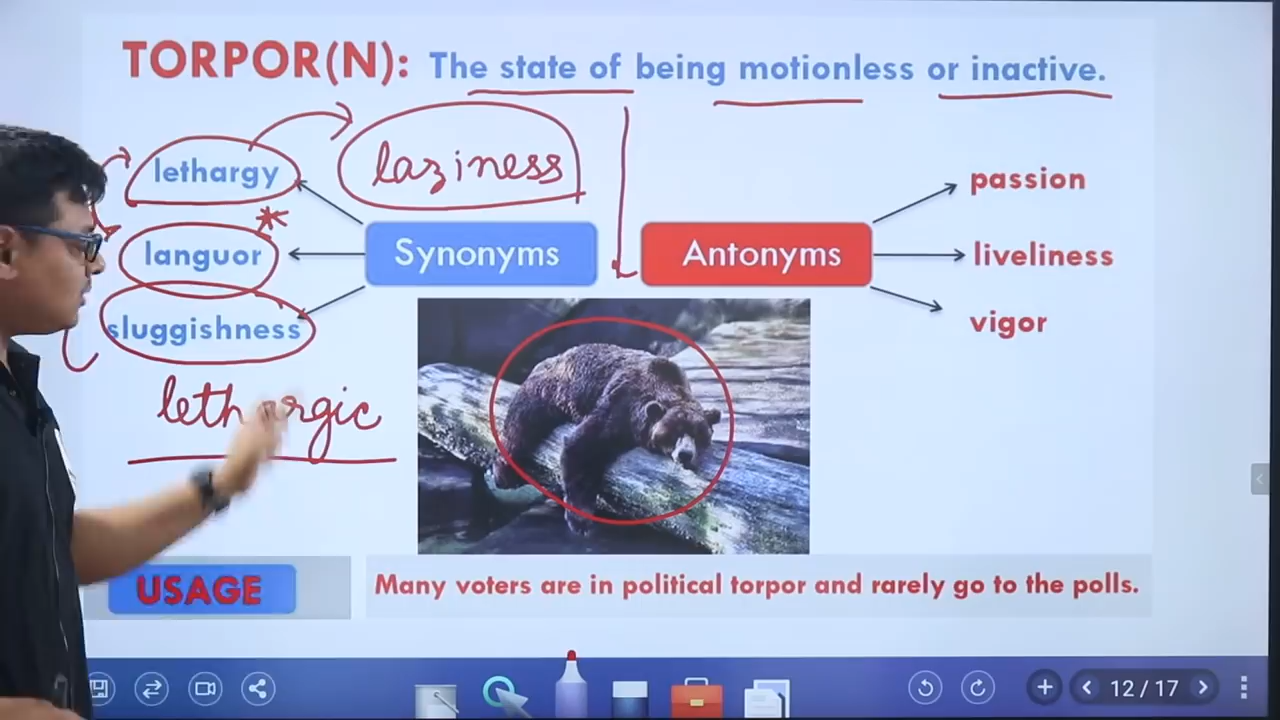 TORPOR(N): The state of being motionless or inactive.
lethargy
laziness
languor
sluggishness
lethargic
Synonyms
Antonyms
passion
liveliness
vigor
USAGE
Many voters are in political torpor and rarely go to the polls.
12 / 17